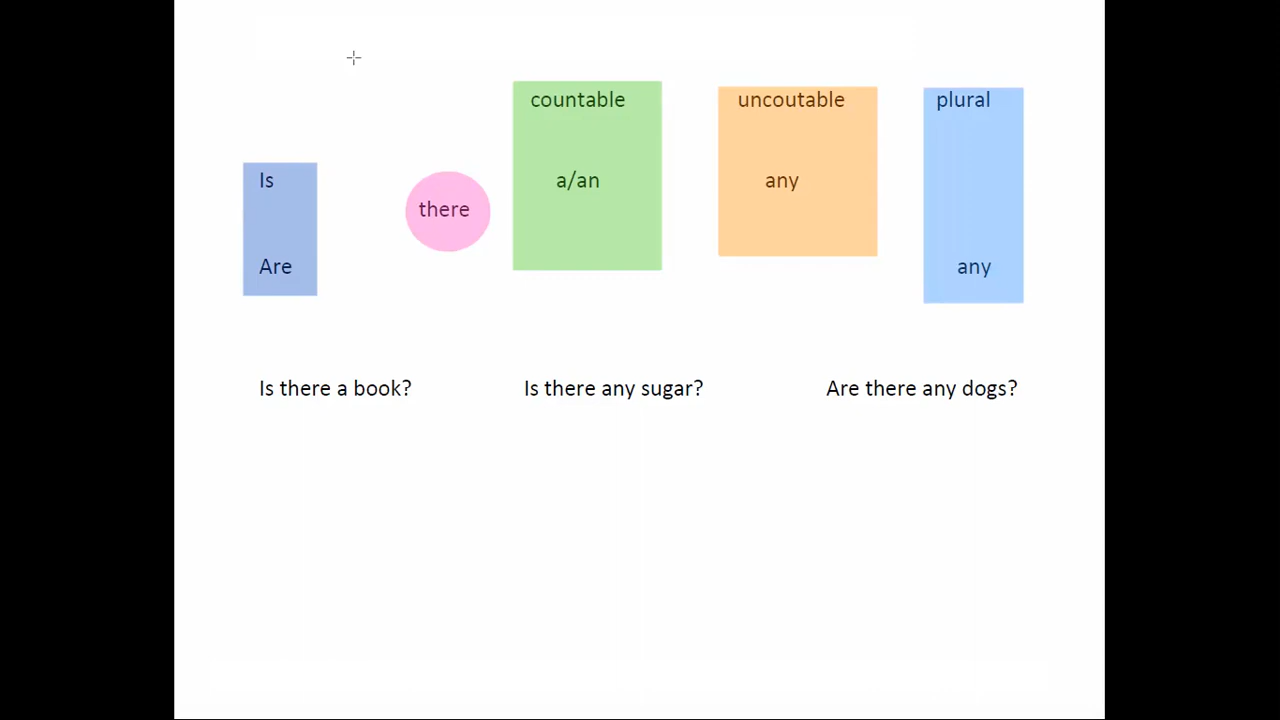 countable uncoutable plural
Is a/an any
there
Are any
Is there a book? Is there any sugar? Are there any dogs?